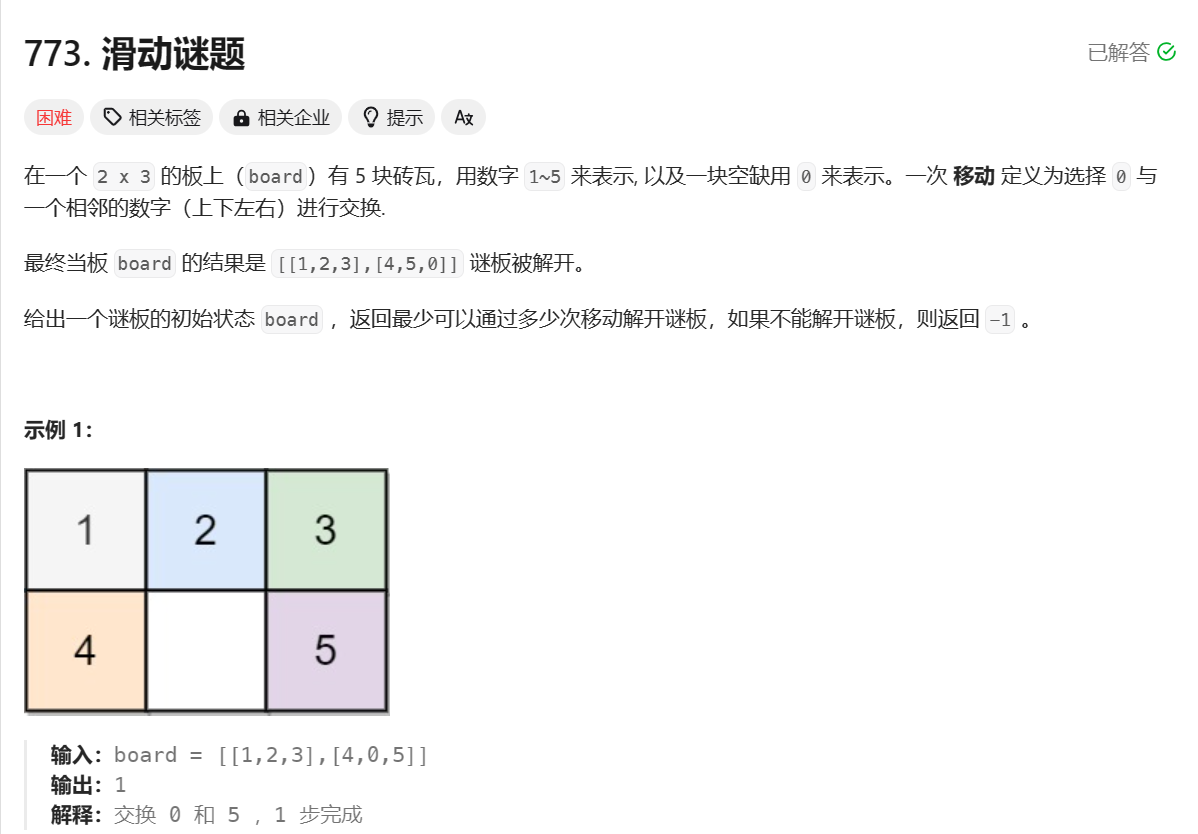 773. 滑动谜题
已解答
困难 相关标签 相关企业 提示 Ax
在一个 2 x 3 的板上（board）有 5 块砖瓦，用数字 1~5 来表示, 以及一块空缺用 0 来表示。一次 移动 定义为选择 0 与
一个相邻的数字（上下左右）进行交换.
最终当板 board 的结果是 [[1,2,3],[4,5,0]] 谜板被解开。
给出一个谜板的初始状态 board ，返回最少可以通过多少次移动解开谜板，如果不能解开谜板，则返回 -1 。
示例 1：
1 2 3
4 5
输入：board = [[1,2,3],[4,0,5]]
输出：1
解释：交换 0 和 5 ，1 步完成